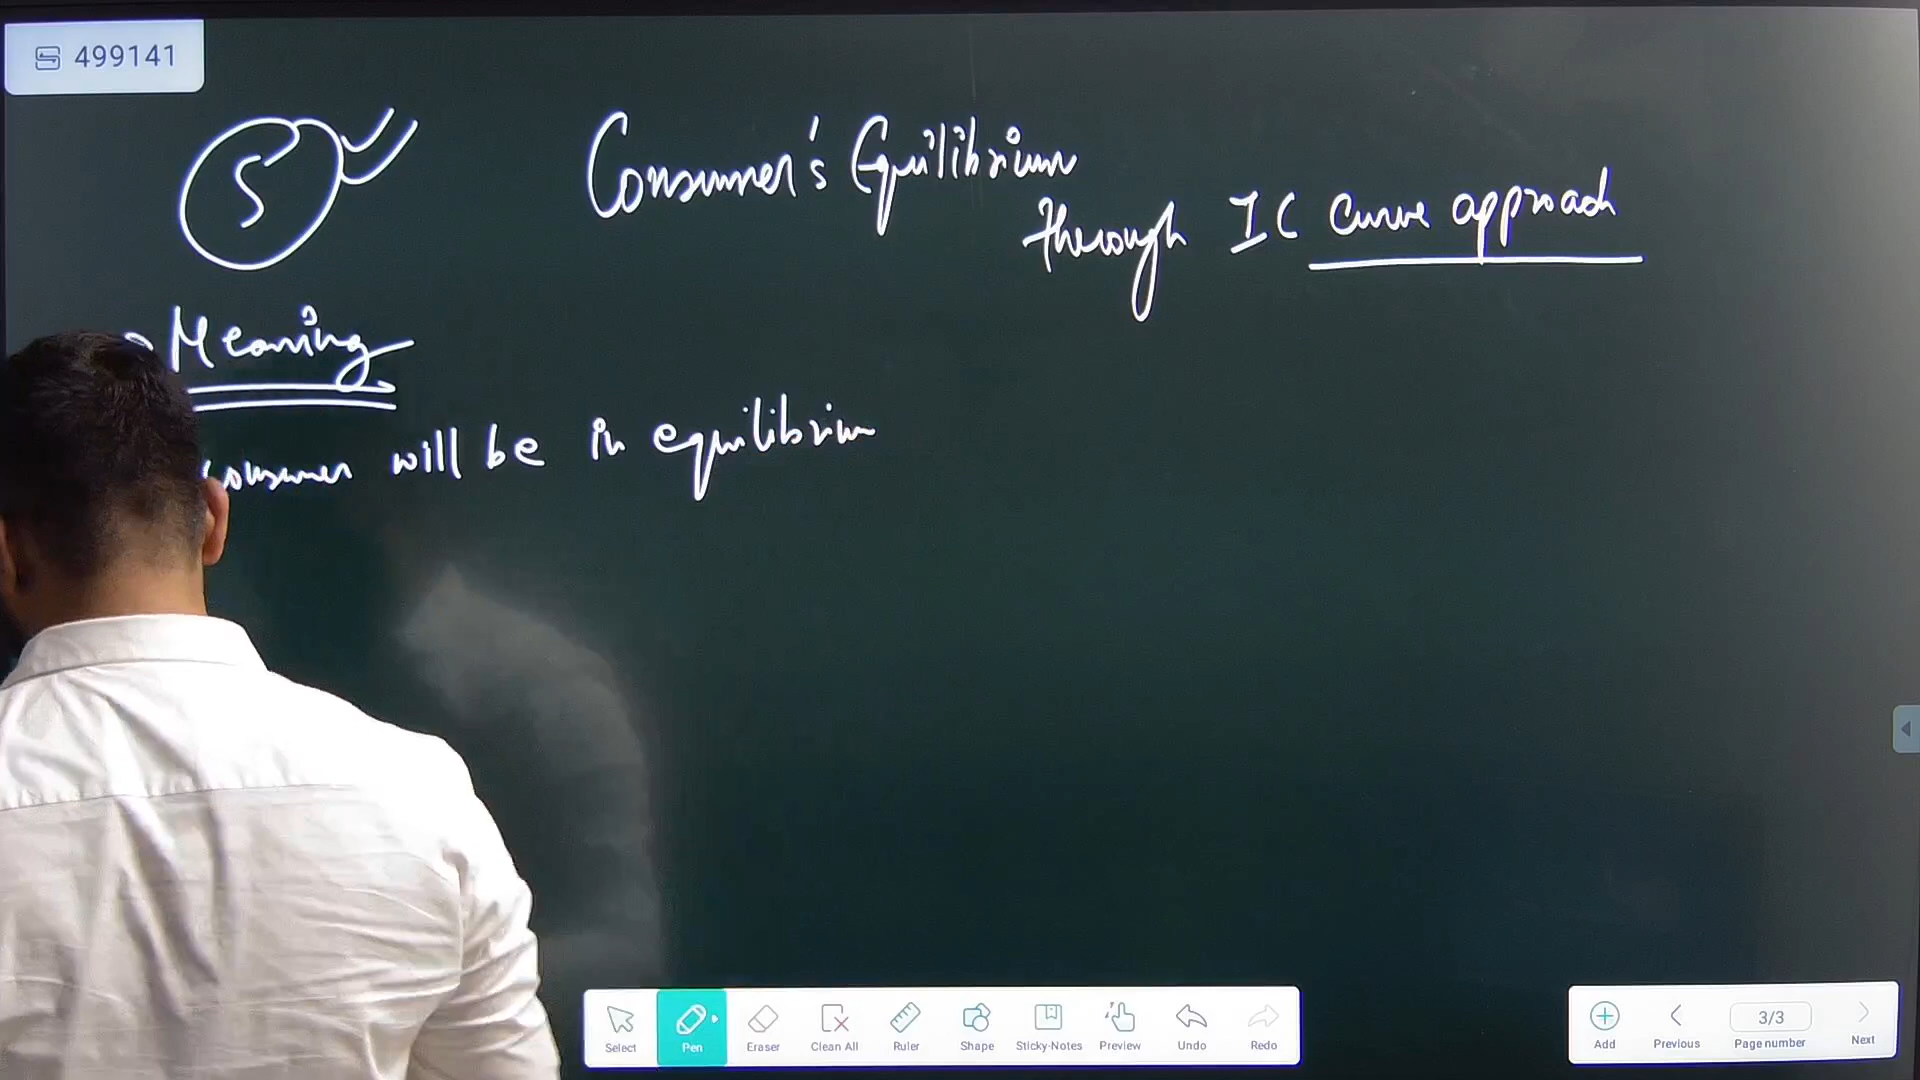 499141
5
Consumer's Equilibrium
through IC curve approach
Meaning
Consumer will be in equilibrium
Select Pen Eraser Clean All Ruler Shape Sticky-Notes Preview Undo Redo
Add Previous 3/3 Page number Next